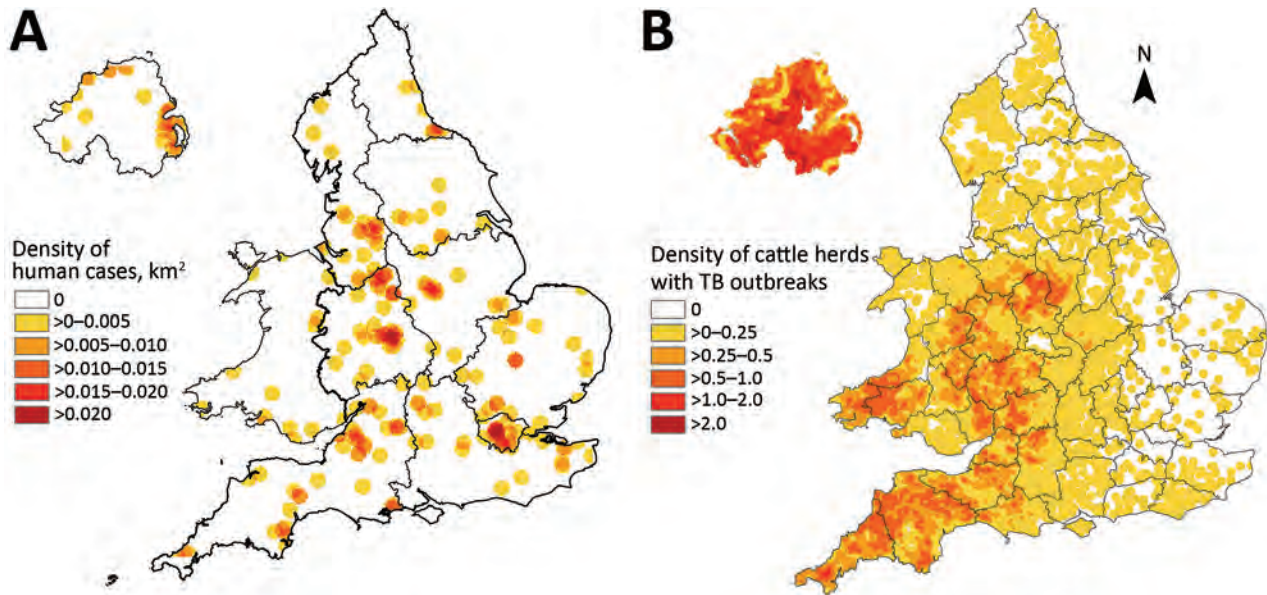 A
Density of
human cases, km²
0
>0–0.005
>0.005–0.010
>0.010–0.015
>0.015–0.020
>0.020
B
N
Density of cattle herds
with TB outbreaks
0
>0–0.25
>0.25–0.5
>0.5–1.0
>1.0–2.0
>2.0